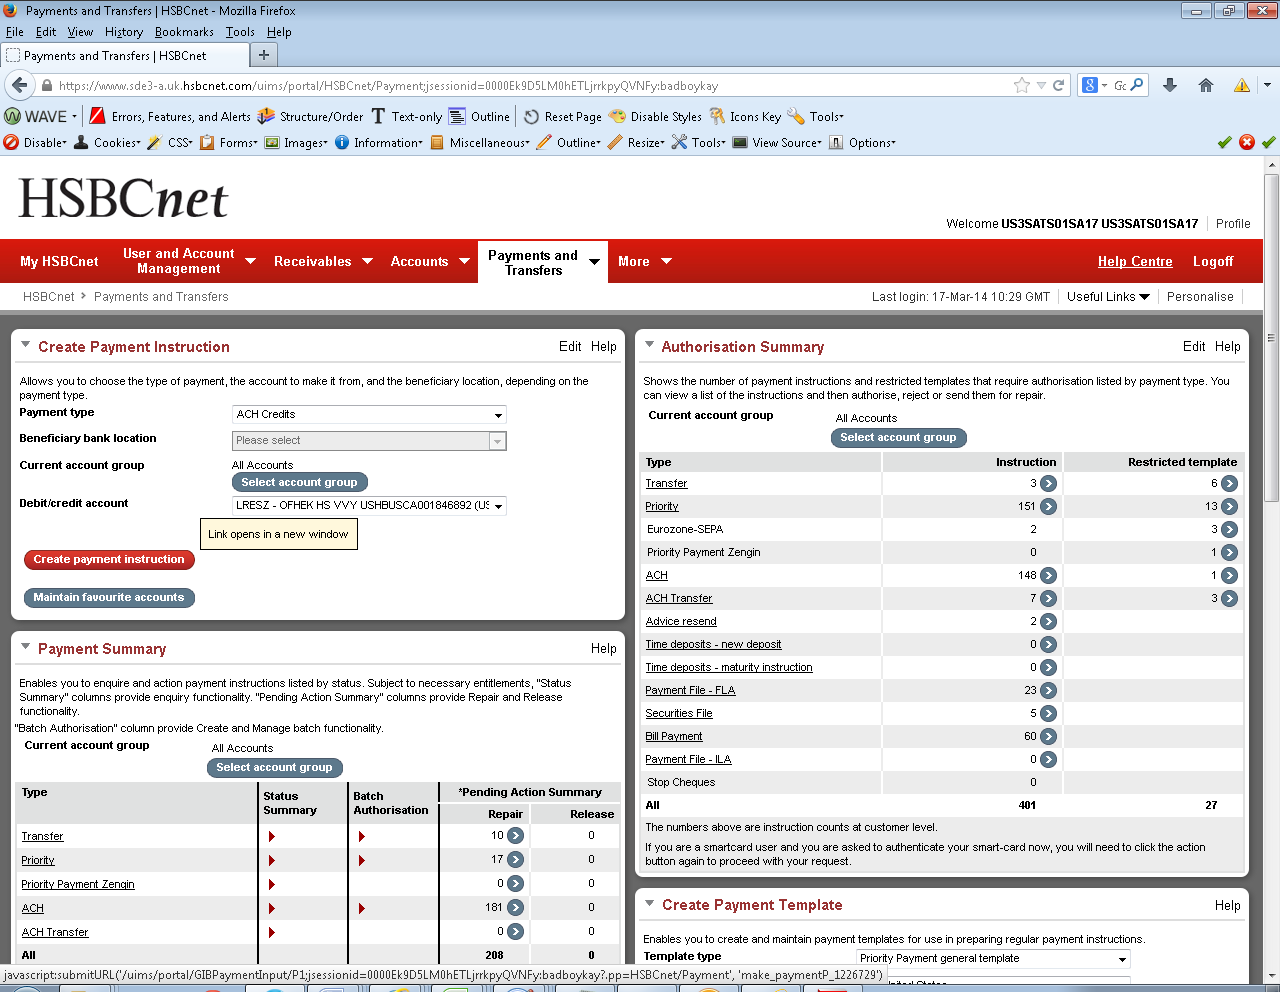 Payments and Transfers | HSBCnet - Mozilla Firefox
File Edit View History Bookmarks Tools Help
Payments and Transfers | HSBCnet
https://www.sde3-a.uk.hsbcnet.com/uims/portal/HSBCnet/Payment;jsessionid=0000Ek9D5LM0hETLjrrkpyQVNFy:badboykay
WAVE Errors, Features, and Alerts Structure/Order Text-only Outline Reset Page Disable Styles Icons Key Tools
Disable Cookies CSS Forms Images Information Miscellaneous Outline Resize Tools View Source Options
HSBCnet
Welcome US3SATS01SA17 US3SATS01SA17 Profile
My HSBCnet User and Account Management Receivables Accounts Payments and Transfers More Help Centre Logoff
HSBCnet > Payments and Transfers Last login: 17-Mar-14 10:29 GMT Useful Links Personalise
Create Payment Instruction Edit Help
Allows you to choose the type of payment, the account to make it from, and the beneficiary location, depending on the
payment type.
Payment type ACH Credits
Beneficiary bank location Please select
Current account group All Accounts
Select account group
Debit/credit account LRESZ - OFHEK HS VVY USHBUSCA001846892 (US
Link opens in a new window
Create payment instruction
Maintain favourite accounts
Payment Summary Help
Enables you to enquire and action payment instructions listed by status. Subject to necessary entitlements, "Status
Summary" columns provide enquiry functionality. "Pending Action Summary" columns provide Repair and Release
functionality.
"Batch Authorisation" column provide Create and Manage batch functionality.
Current account group All Accounts
Select account group
Type Status Summary Batch Authorisation *Pending Action Summary
Repair Release
Transfer 10 0
Priority 17 0
Priority Payment Zengin 0 0
ACH 181 0
ACH Transfer 0 0
All 208 0
Authorisation Summary Edit Help
Shows the number of payment instructions and restricted templates that require authorisation listed by payment type. You
can view a list of the instructions and then authorise, reject or send them for repair.
Current account group All Accounts
Select account group
Type Instruction Restricted template
Transfer 3 6
Priority 151 13
Eurozone-SEPA 2 3
Priority Payment Zengin 0 1
ACH 148 1
ACH Transfer 7 3
Advice resend 2
Time deposits - new deposit 0
Time deposits - maturity instruction 0
Payment File - FLA 23
Securities File 5
Bill Payment 60
Payment File - ILA 0
Stop Cheques 0
All 401 27
The numbers above are instruction counts at customer level.
If you are a smartcard user and you are asked to authenticate your smart-card now, you will need to click the action
button again to proceed with your request.
Create Payment Template Help
Enables you to create and maintain payment templates for use in preparing regular payment instructions.
Template type Priority Payment general template
javascript:submitURL('/uims/portal/GIBPaymentInput/P1;jsessionid=0000Ek9D5LM0hETLjrrkpyQVNFy:badboykay?.pp=HSBCnet/Payment', 'make_paymentP_1226729')